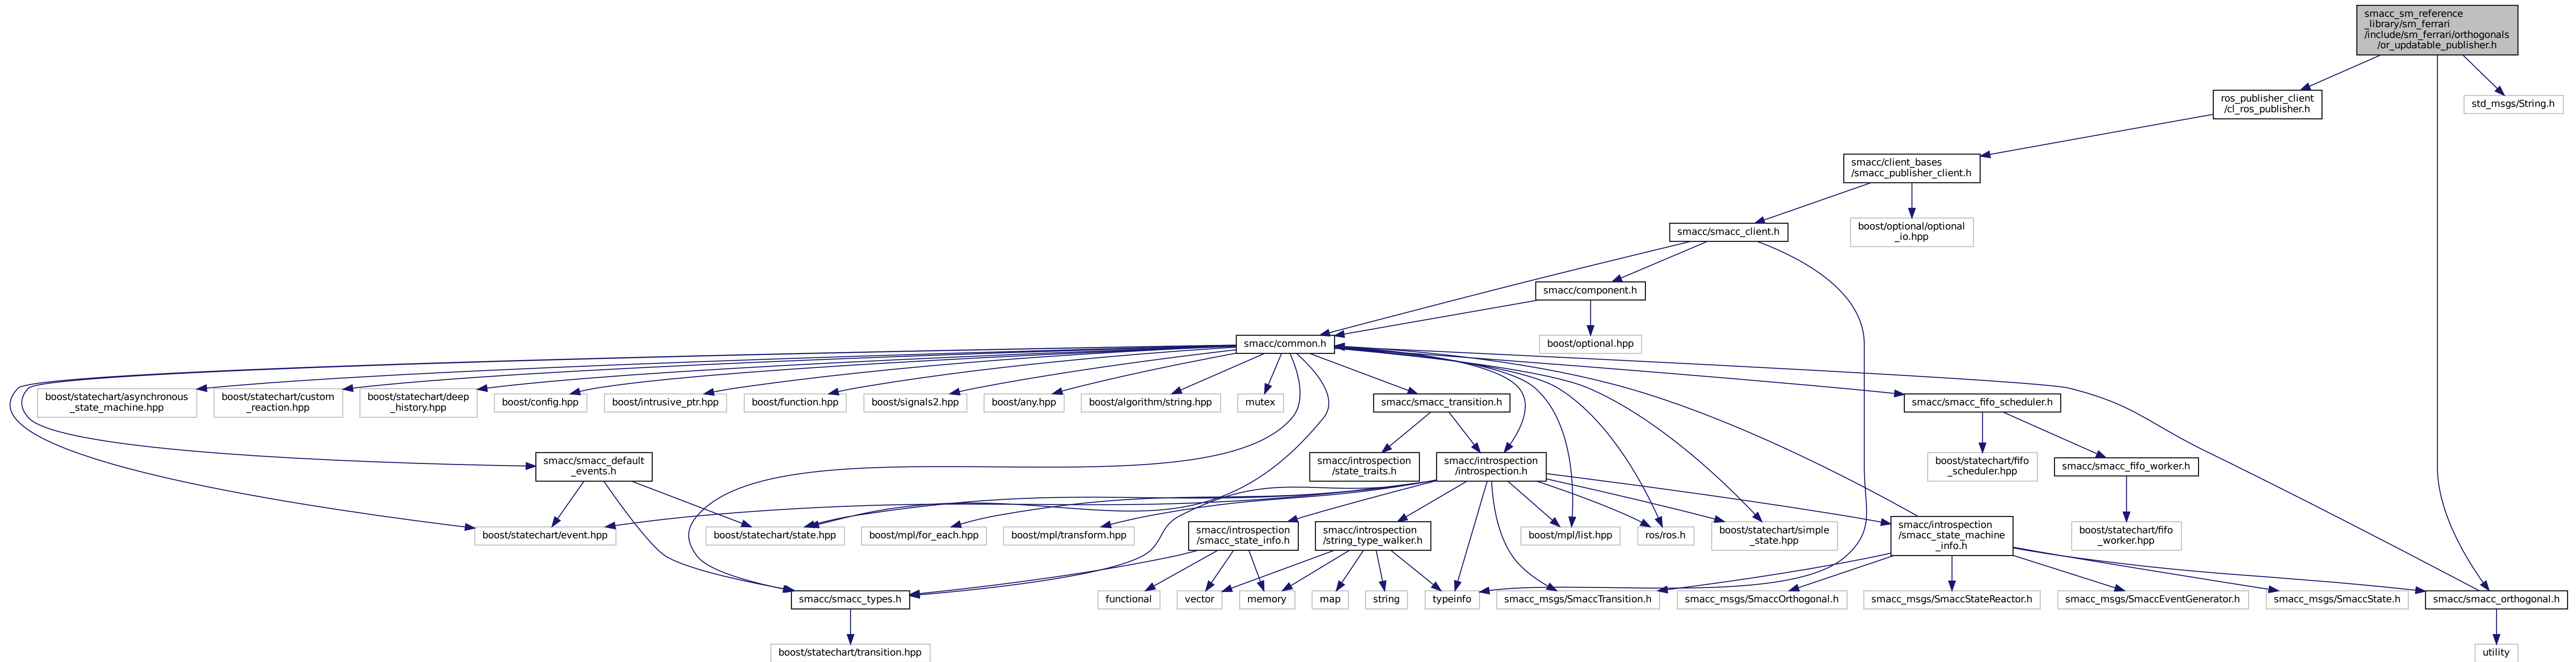 smacc_sm_reference
_library/sm_ferrari
/include/sm_ferrari/orthogonals
/or_updatable_publisher.h
ros_publisher_client
/cl_ros_publisher.h
std_msgs/String.h
smacc/client_bases
/smacc_publisher_client.h
smacc/smacc_client.h
boost/optional/optional
_io.hpp
smacc/component.h
smacc/common.h
boost/optional.hpp
boost/statechart/asynchronous
_state_machine.hpp
boost/statechart/custom
_reaction.hpp
boost/statechart/deep
_history.hpp
boost/config.hpp
boost/intrusive_ptr.hpp
boost/function.hpp
boost/signals2.hpp
boost/any.hpp
boost/algorithm/string.hpp
mutex
smacc/smacc_transition.h
smacc/smacc_fifo_scheduler.h
smacc/smacc_default
_events.h
smacc/introspection
/state_traits.h
smacc/introspection
/introspection.h
boost/statechart/fifo
_scheduler.hpp
smacc/smacc_fifo_worker.h
boost/statechart/event.hpp
boost/statechart/state.hpp
boost/mpl/for_each.hpp
boost/mpl/transform.hpp
smacc/introspection
/smacc_state_info.h
smacc/introspection
/string_type_walker.h
boost/mpl/list.hpp
ros/ros.h
boost/statechart/simple
_state.hpp
smacc/introspection
/smacc_state_machine
_info.h
boost/statechart/fifo
_worker.hpp
smacc/smacc_types.h
functional
vector
memory
map
string
typeinfo
smacc_msgs/SmaccTransition.h
smacc_msgs/SmaccOrthogonal.h
smacc_msgs/SmaccStateReactor.h
smacc_msgs/SmaccEventGenerator.h
smacc_msgs/SmaccState.h
smacc/smacc_orthogonal.h
boost/statechart/transition.hpp
utility